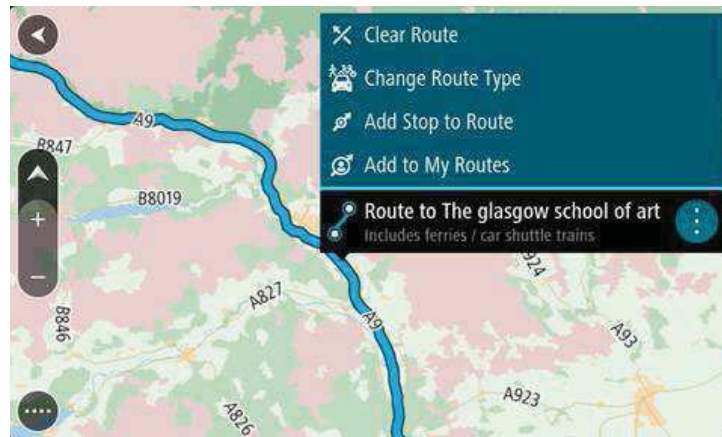 Clear Route
Change Route Type
Add Stop to Route
Add to My Routes
Route to The glasgow school of art
Includes ferries / car shuttle trains
A9
B847
B8019
A827
A9
B846
A924
A93
A923
A826